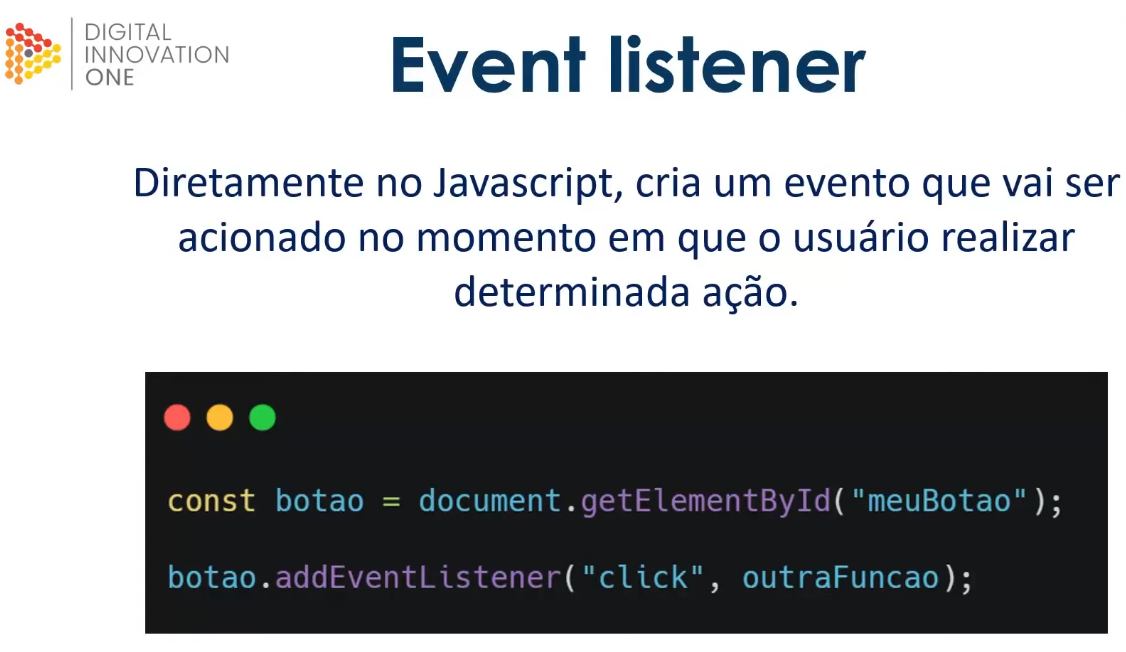 DIGITAL
INNOVATION
ONE
Event listener
Diretamente no Javascript, cria um evento que vai ser
acionado no momento em que o usuário realizar
determinada ação.
const botao = document.getElementById("meuBotao");
botao.addEventListener("click", outraFuncao);